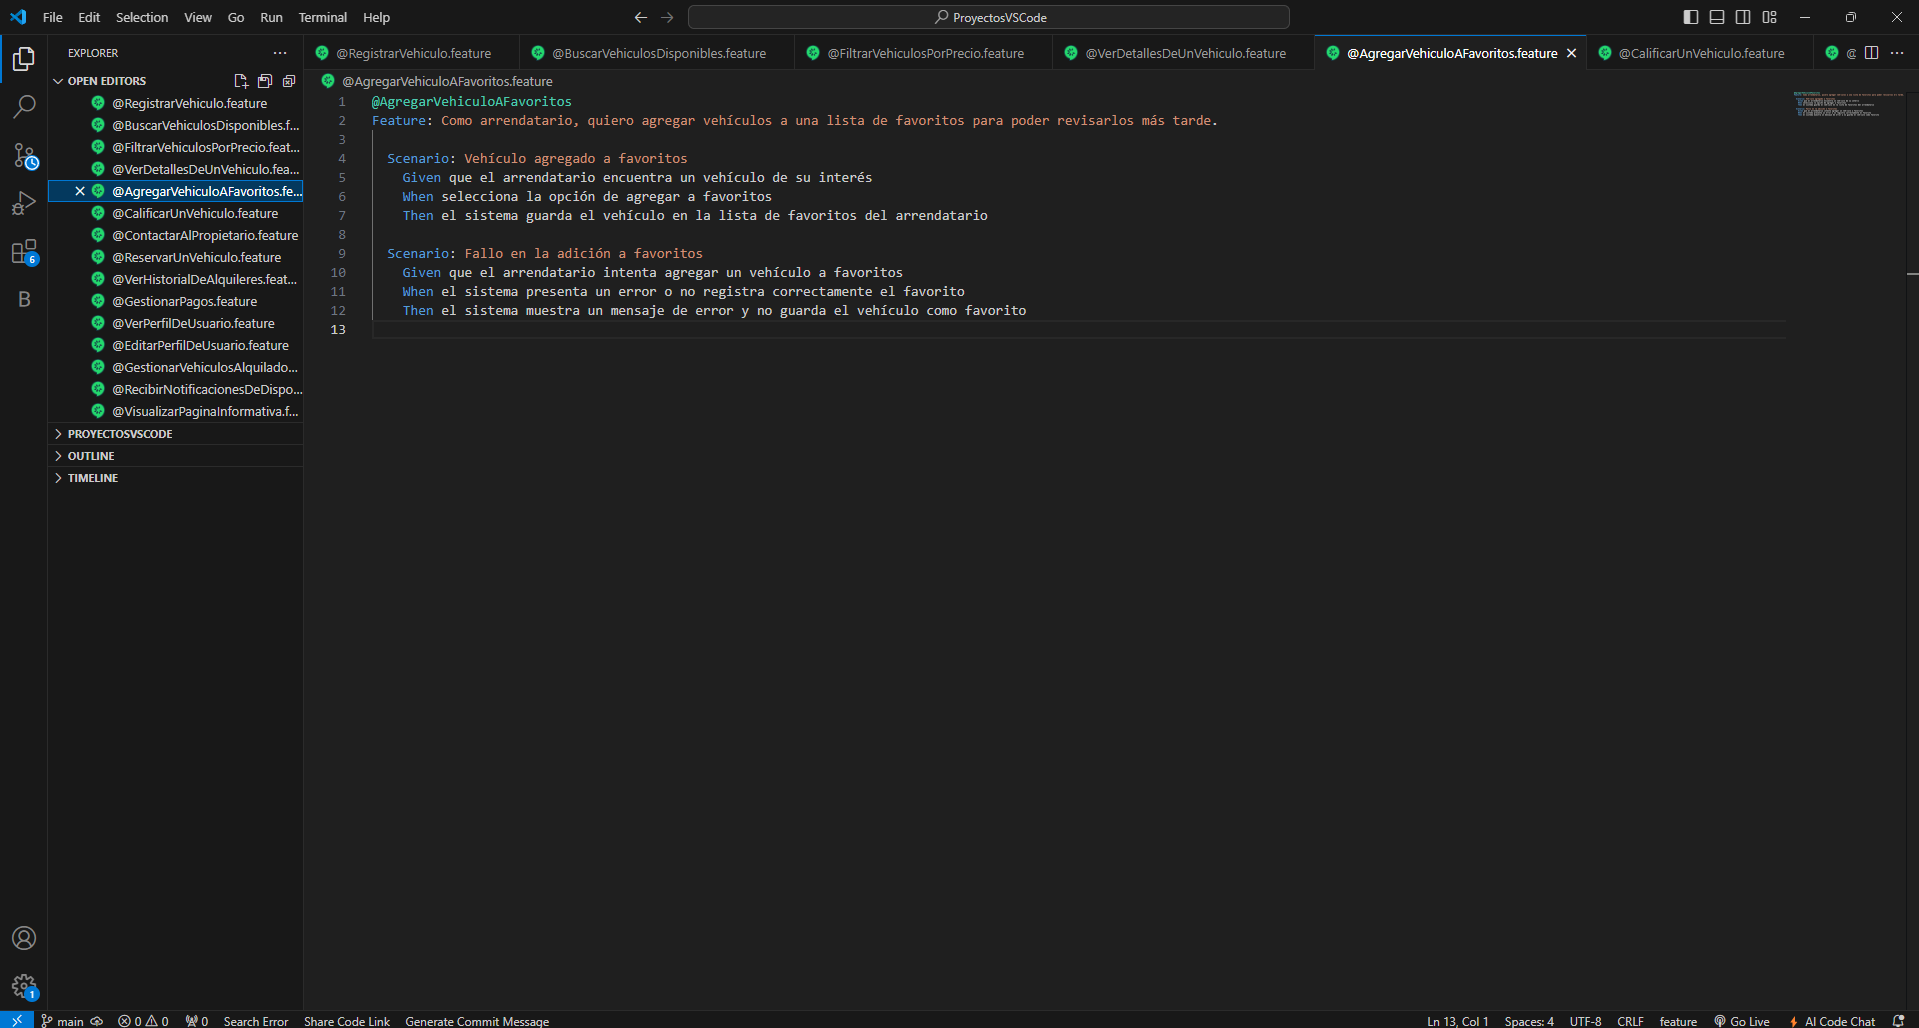 File Edit Selection View Go Run Terminal Help
ProyectosVSCode
EXPLORER
OPEN EDITORS
@RegistrarVehiculo.feature
@BuscarVehiculosDisponibles.f...
@FiltrarVehiculosPorPrecio.feat...
@VerDetallesDeUnVehiculo.fea...
@AgregarVehiculoAFavoritos.fe...
@CalificarUnVehiculo.feature
@ContactarAlPropietario.feature
@ReservarUnVehiculo.feature
@VerHistorialDeAlquileres.feat...
@GestionarPagos.feature
@VerPerfilDeUsuario.feature
@EditarPerfilDeUsuario.feature
@GestionarVehiculosAlquilado...
@RecibirNotificacionesDeDispo...
@VisualizarPaginaInformativa.f...
PROYECTOSVSCODE
OUTLINE
TIMELINE
6
B
1
@RegistrarVehiculo.feature @BuscarVehiculosDisponibles.feature @FiltrarVehiculosPorPrecio.feature @VerDetallesDeUnVehiculo.feature @AgregarVehiculoAFavoritos.feature @CalificarUnVehiculo.feature @
@AgregarVehiculoAFavoritos.feature
1 @AgregarVehiculoAFavoritos
2 Feature: Como arrendatario, quiero agregar vehículos a una lista de favoritos para poder revisarlos más tarde.
3
4 Scenario: Vehículo agregado a favoritos
5 Given que el arrendatario encuentra un vehículo de su interés
6 When selecciona la opción de agregar a favoritos
7 Then el sistema guarda el vehículo en la lista de favoritos del arrendatario
8
9 Scenario: Fallo en la adición a favoritos
10 Given que el arrendatario intenta agregar un vehículo a favoritos
11 When el sistema presenta un error o no registra correctamente el favorito
12 Then el sistema muestra un mensaje de error y no guarda el vehículo como favorito
13
main 0 0 0 Search Error Share Code Link Generate Commit Message Ln 13, Col 1 Spaces: 4 UTF-8 CRLF feature Go Live AI Code Chat